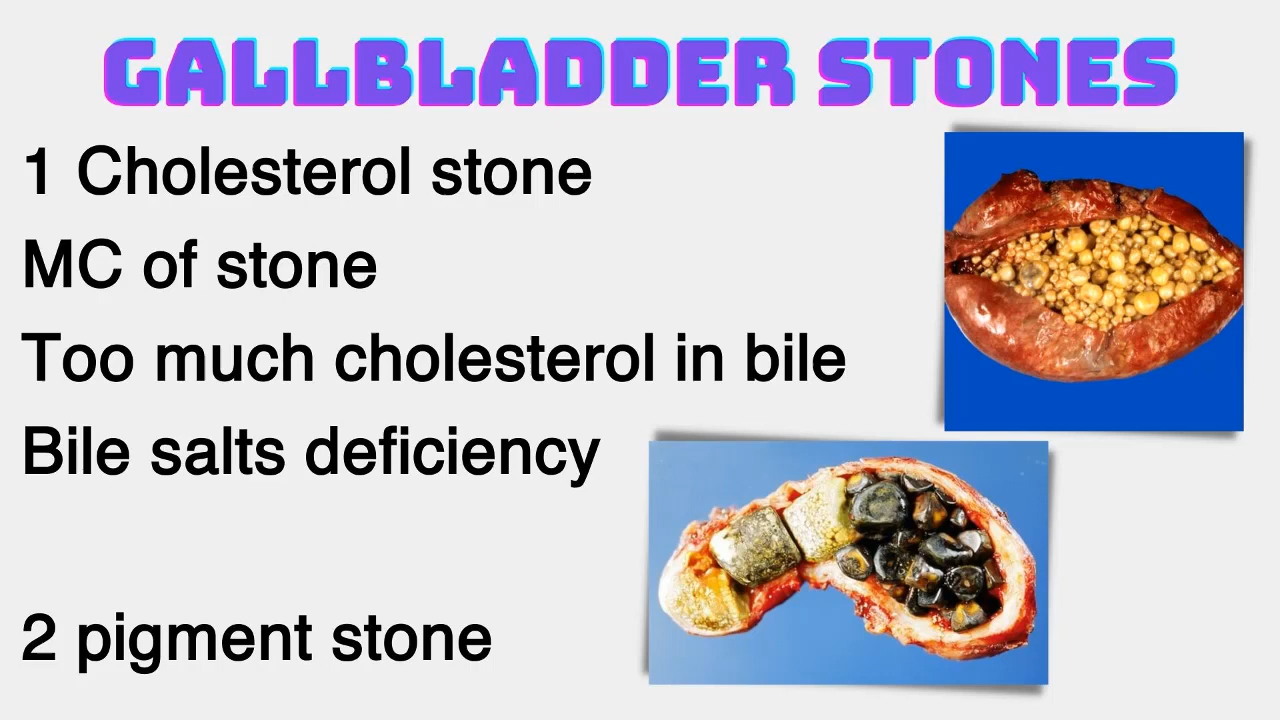 GALLBLADDER STONES
1 Cholesterol stone
MC of stone
Too much cholesterol in bile
Bile salts deficiency
2 pigment stone